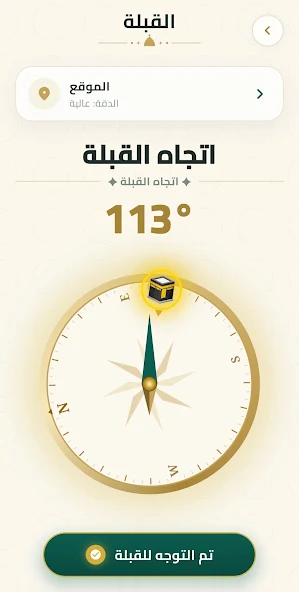 القبلة
الموقع
الدقة: عالية
اتجاه القبلة
اتجاه القبلة
113°
E
S
N
W
تم التوجه للقبلة